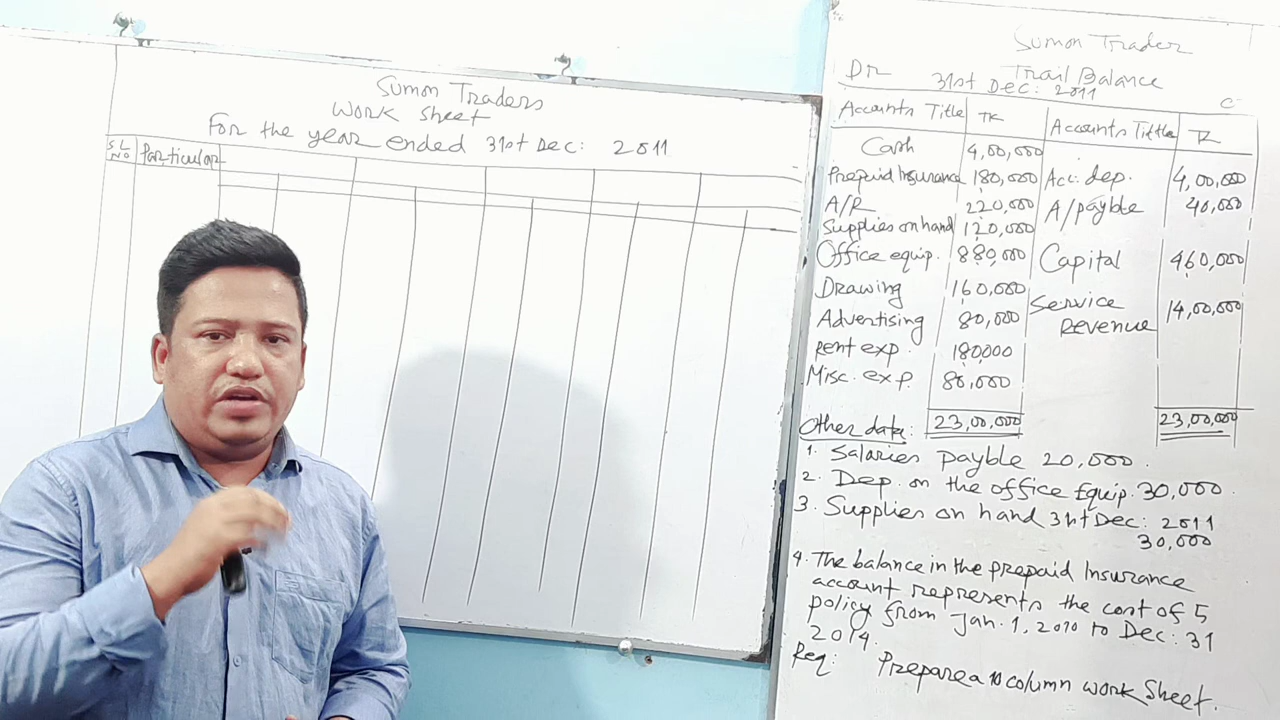 Sumon Traders
Work Sheet
For the year ended 31st Dec: 2011
SL NO Particular
Sumon Trader
Trail Balance
Dr 31st Dec: 2011 C
Accounts Title TK Accounts Tittle TK
Cash 4,00,000
Prepaid Insurance 180,000 Acc. dep. 4,00,000
A/R 220,000 A/payble 40,000
Supplies on hand 120,000
Office equip. 880,000 Capital 460,000
Drawing 160,000 Service
Advertising 80,000 Revenue 14,00,000
Rent exp. 180,000
Misc. exp. 80,000
Other data: 23,00,000 23,00,000
1. Salaries payble 20,000.
2. Dep. on the office Equip. 30,000.
3. Supplies on hand 31st Dec: 2011
30,000
4. The balance in the prepaid Insurance
account represents the cost of 5
policy from Jan. 1, 2010 to Dec: 31
2014.
Req: Prepare a 10 column work Sheet.